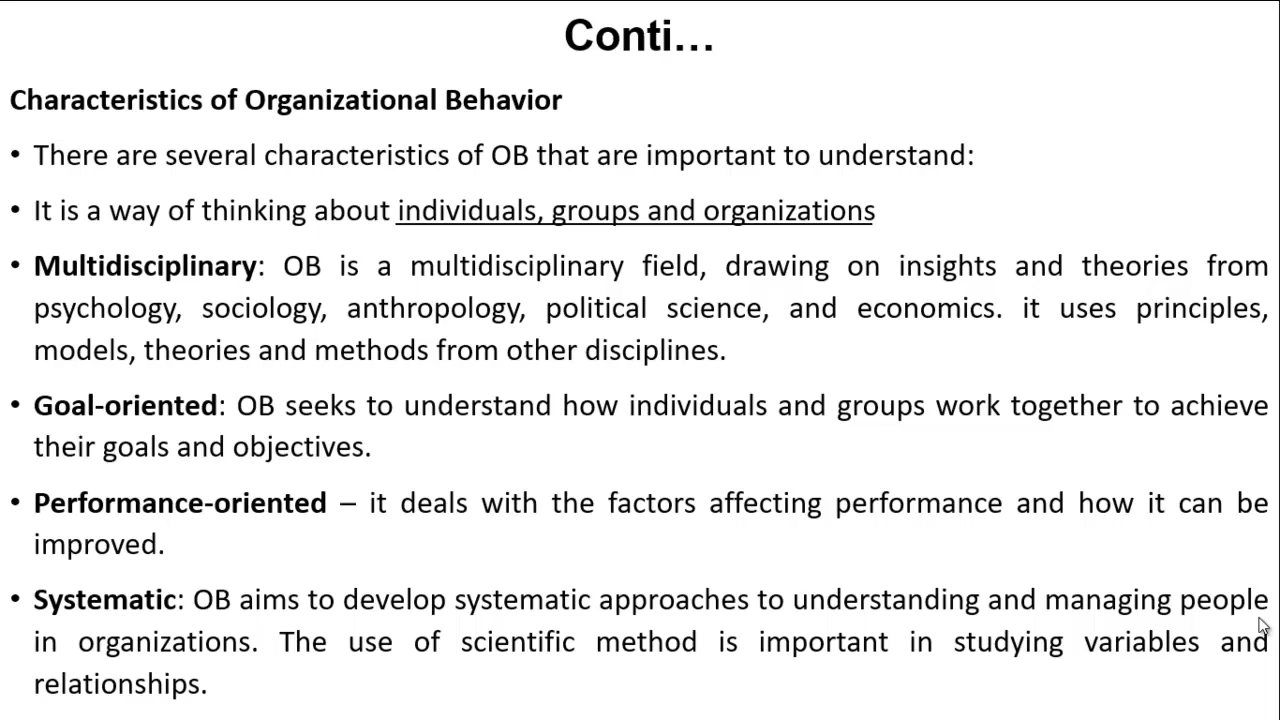 Conti...
Characteristics of Organizational Behavior
• There are several characteristics of OB that are important to understand:
• It is a way of thinking about individuals, groups and organizations
• Multidisciplinary: OB is a multidisciplinary field, drawing on insights and theories from
psychology, sociology, anthropology, political science, and economics. it uses principles,
models, theories and methods from other disciplines.
• Goal-oriented: OB seeks to understand how individuals and groups work together to achieve
their goals and objectives.
• Performance-oriented – it deals with the factors affecting performance and how it can be
improved.
• Systematic: OB aims to develop systematic approaches to understanding and managing people
in organizations. The use of scientific method is important in studying variables and
relationships.